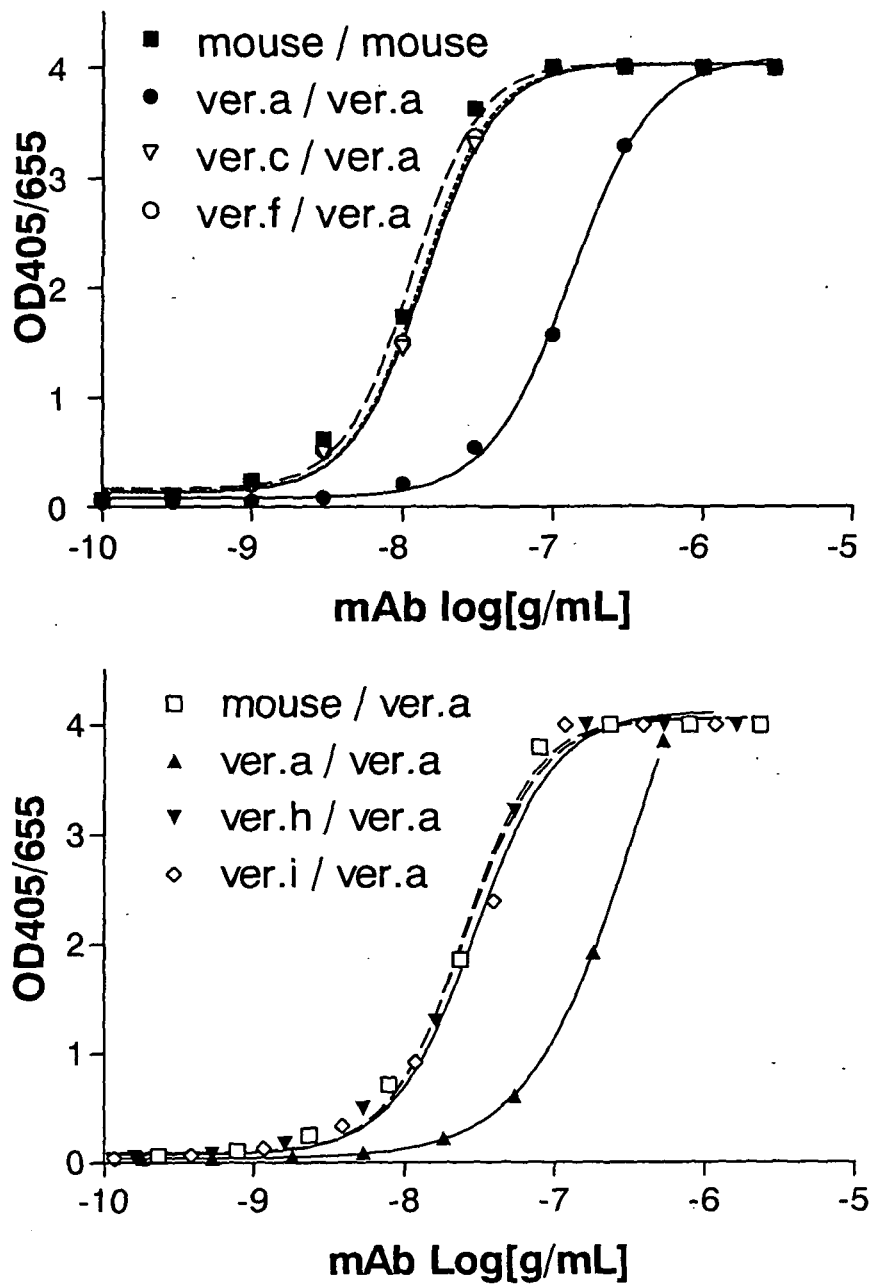 mouse / mouse
ver.a / ver.a
ver.c / ver.a
ver.f / ver.a
OD405/655
4
3
2
1
0
-10 -9 -8 -7 -6 -5
mAb log[g/mL]
mouse / ver.a
ver.a / ver.a
ver.h / ver.a
ver.i / ver.a
OD405/655
4
3
2
1
0
-10 -9 -8 -7 -6 -5
mAb Log[g/mL]